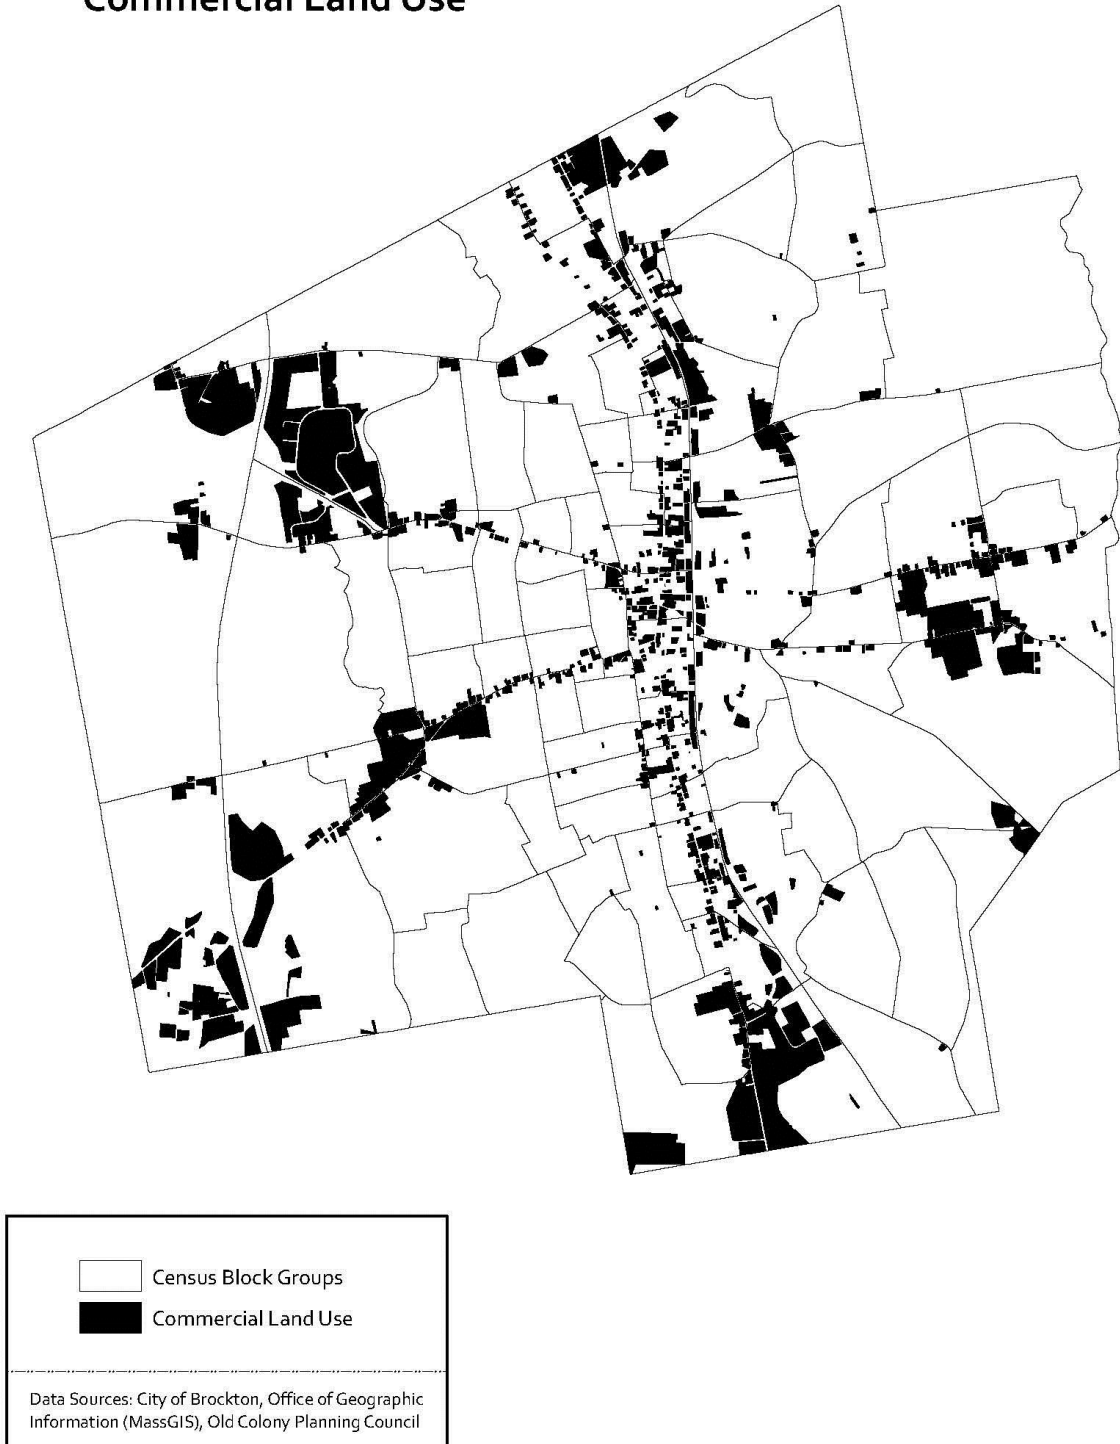 Commercial Land Use
Census Block Groups
Commercial Land Use
Data Sources: City of Brockton, Office of Geographic
Information (MassGIS), Old Colony Planning Council